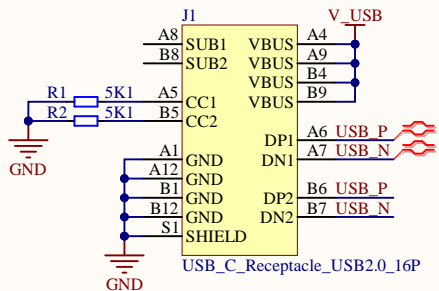 J1
V_USB
A8 SUB1 VBUS A4
B8 SUB2 VBUS A9
VBUS B4
R1 5K1 A5 CC1 VBUS B9
R2 5K1 B5 CC2
GND
DP1 A6 USB_P
A1 GND DN1 A7 USB_N
A12 GND
B1 GND DP2 B6 USB_P
B12 GND DN2 B7 USB_N
S1 SHIELD
USB_C_Receptacle_USB2.0_16P
GND